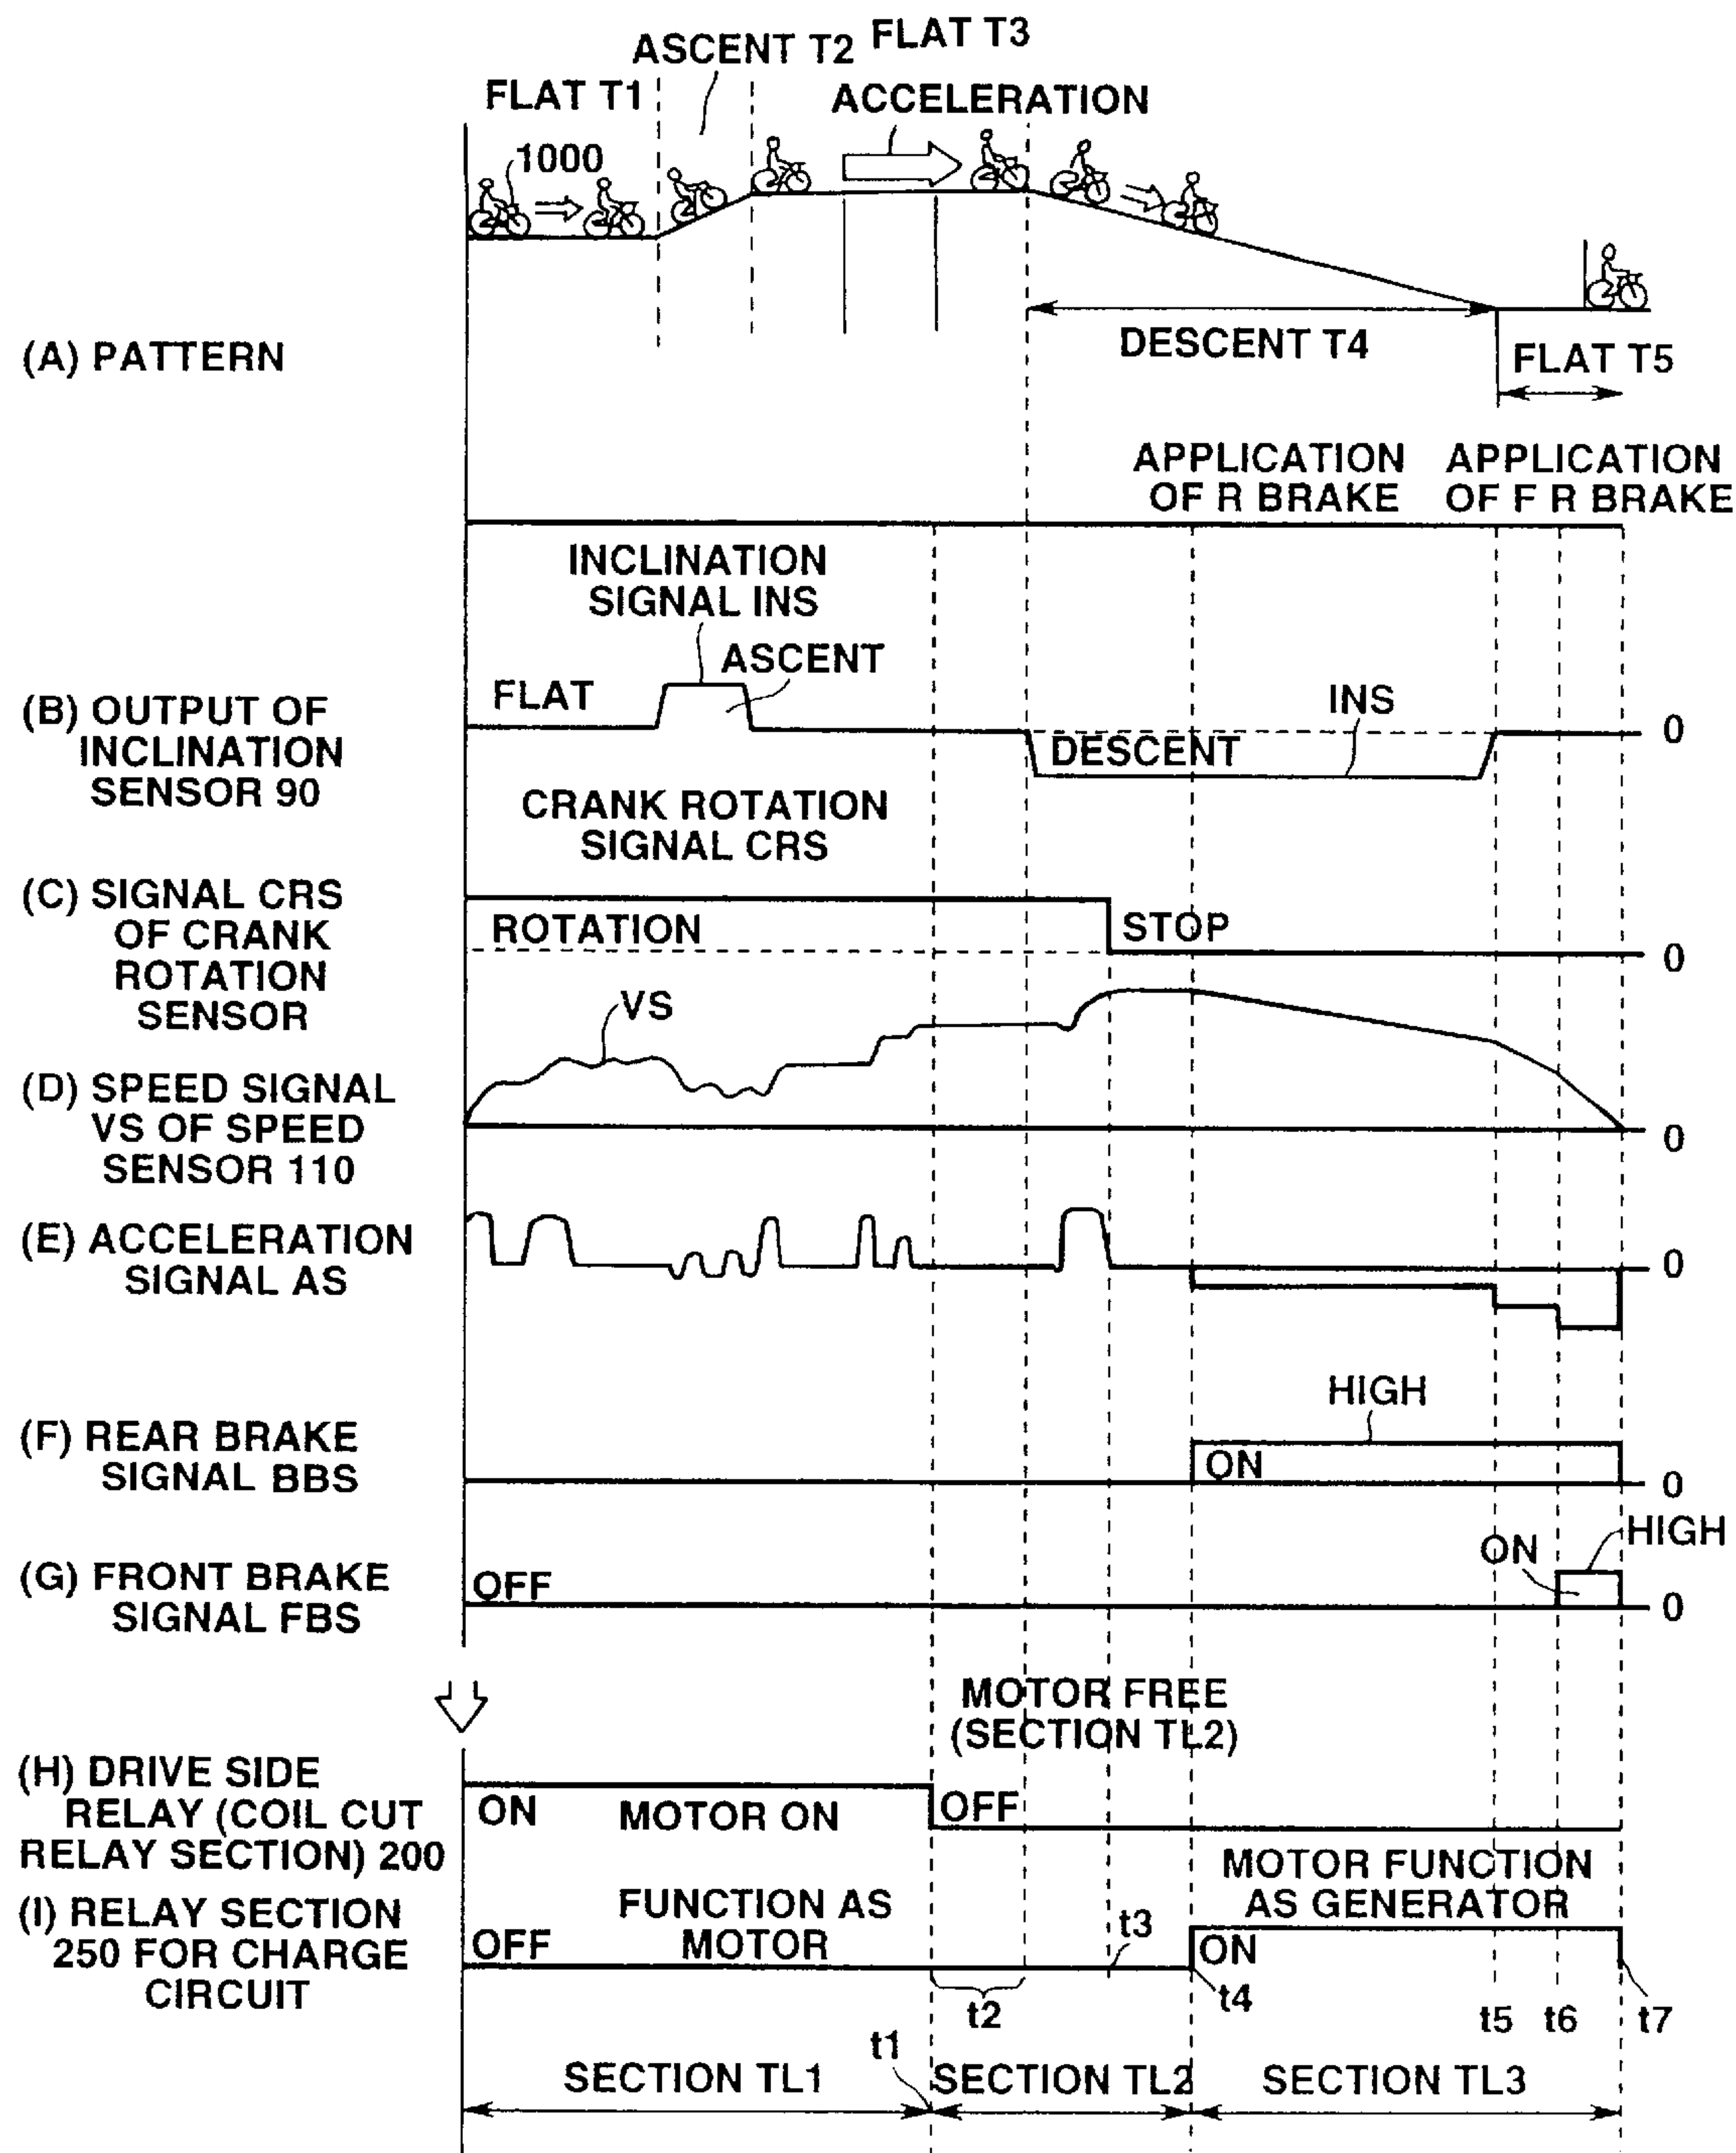 FLAT T3
ASCENT T2
FLAT T1
ACCELERATION
1000
(A) PATTERN
DESCENT T4
FLAT T5
APPLICATION
OF R BRAKE
APPLICATION
OF F R BRAKE
INCLINATION
SIGNAL INS
ASCENT
FLAT
INS
(B) OUTPUT OF
INCLINATION
SENSOR 90
DESCENT
0
CRANK ROTATION
SIGNAL CRS
(C) SIGNAL CRS
OF CRANK
ROTATION
SENSOR
ROTATION
STOP
0
VS
(D) SPEED SIGNAL
VS OF SPEED
SENSOR 110
0
(E) ACCELERATION
SIGNAL AS
0
HIGH
(F) REAR BRAKE
SIGNAL BBS
ON
0
HIGH
ON
(G) FRONT BRAKE
SIGNAL FBS
OFF
0
MOTOR FREE
(SECTION TL2)
(H) DRIVE SIDE
RELAY (COIL CUT
RELAY SECTION) 200
ON
MOTOR ON
OFF
MOTOR FUNCTION
AS GENERATOR
(I) RELAY SECTION
250 FOR CHARGE
CIRCUIT
FUNCTION AS
MOTOR
OFF
t3
ON
t4
t2
t5
t6
t7
t1
SECTION TL1
SECTION TL2
SECTION TL3